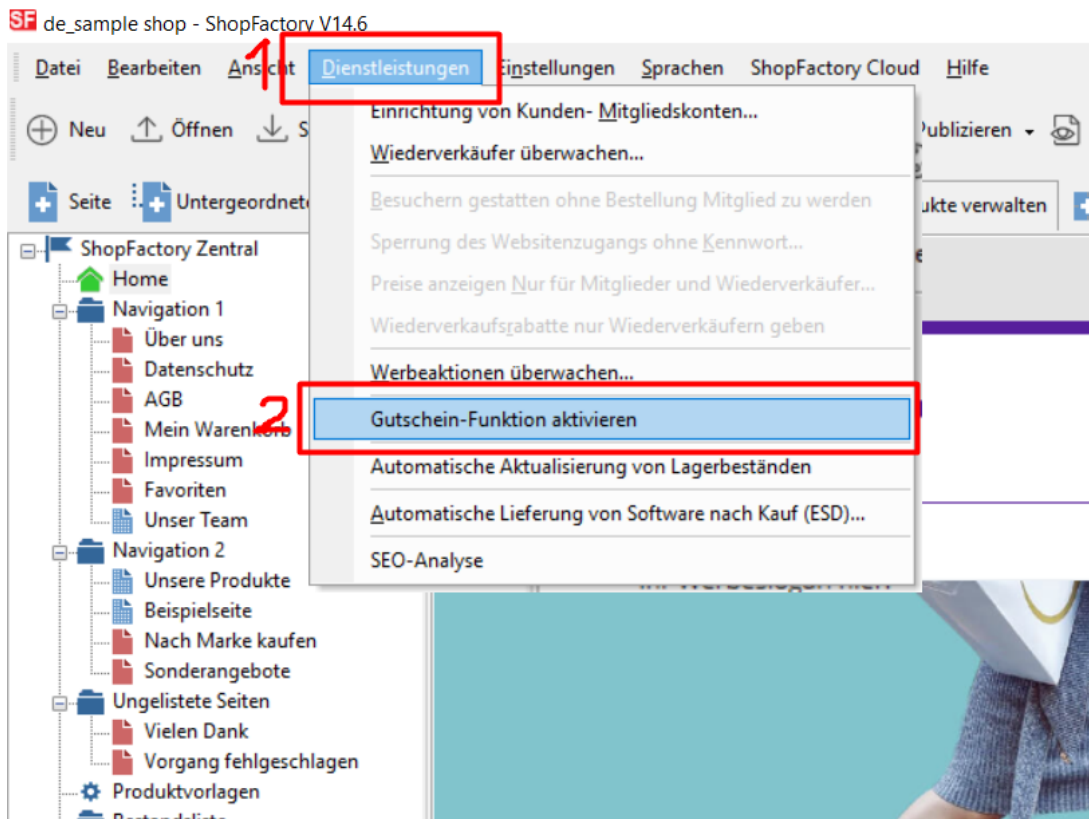 SF de_sample shop - ShopFactory V14.6
1
Datei Bearbeiten Ansicht Dienstleistungen Einstellungen Sprachen ShopFactory Cloud Hilfe
Einrichtung von Kunden- Mitgliedskonten...
Neu Öffnen S
Publizieren
Wiederverkäufer überwachen...
Seite Untergeordnete
Besuchern gestatten ohne Bestellung Mitglied zu werden
ukte verwalten
ShopFactory Zentral
Sperrung des Websitenzugangs ohne Kennwort...
Home
Preise anzeigen Nur für Mitglieder und Wiederverkäufer...
Navigation 1
Wiederverkaufsrabatte nur Wiederverkäufern geben
Über uns
Datenschutz
Werbeaktionen überwachen...
AGB
2
Gutschein-Funktion aktivieren
Mein Warenkorb
Impressum
Automatische Aktualisierung von Lagerbeständen
Favoriten
Automatische Lieferung von Software nach Kauf (ESD)...
Unser Team
Navigation 2
SEO-Analyse
Unsere Produkte
Beispielseite
Nach Marke kaufen
Sonderangebote
Ungelistete Seiten
Vielen Dank
Vorgang fehlgeschlagen
Produktvorlagen